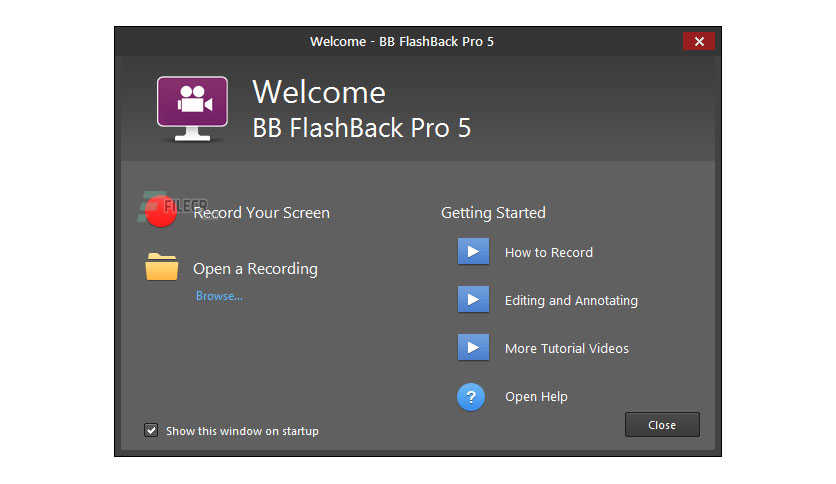 Welcome - BB FlashBack Pro 5
Welcome
BB FlashBack Pro 5
FILECR
Record Your Screen
Open a Recording
Browse...
Getting Started
How to Record
Editing and Annotating
More Tutorial Videos
?
Open Help
Show this window on startup
Close